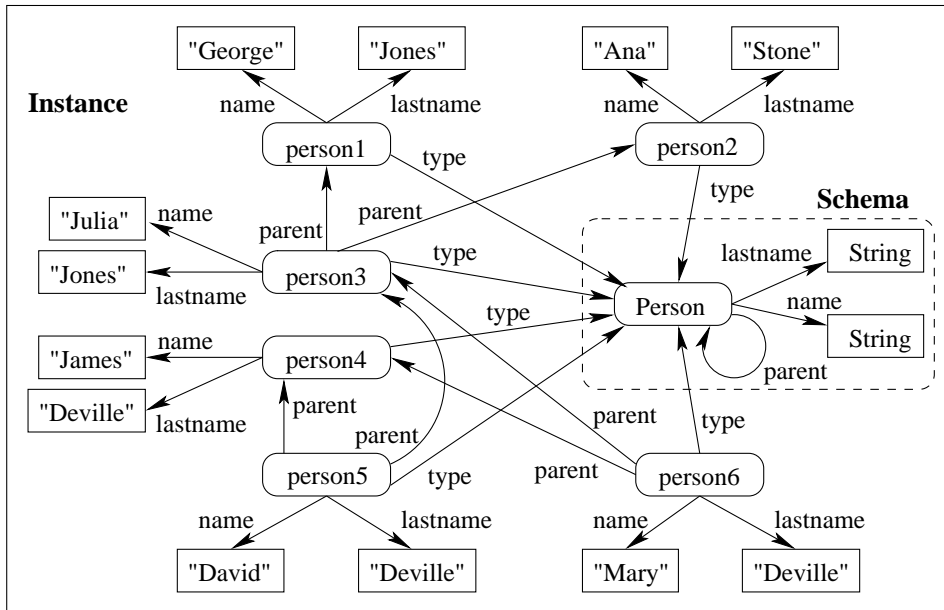 "George"
"Jones"
"Ana"
"Stone"
Instance
name
lastname
name
lastname
person1
person2
type
type
"Julia"
name
parent
parent
Schema
"Jones"
lastname
person3
type
lastname
String
Person
name
String
parent
"James"
name
person4
type
"Deville"
lastname
parent
parent
parent
type
parent
person5
type
person6
name
lastname
name
lastname
"David"
"Deville"
"Mary"
"Deville"